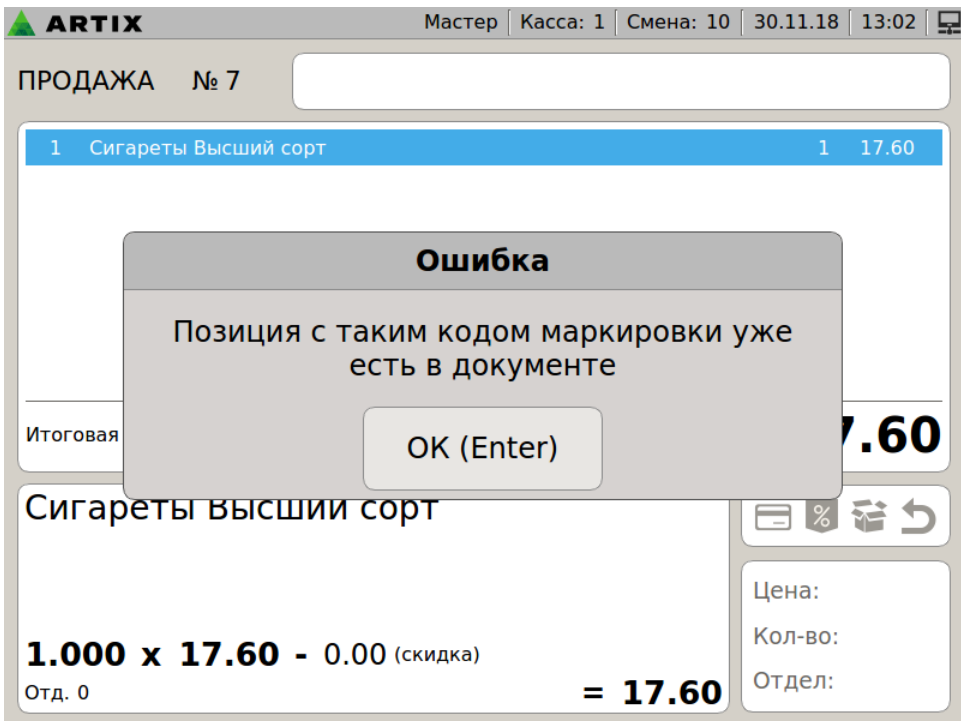 ARTIX Мастер Касса: 1 Смена: 10 30.11.18 13:02
ПРОДАЖА № 7
1 Сигареты Высший сорт 1 17.60
Ошибка
Позиция с таким кодом маркировки уже
есть в документе
OK (Enter)
Итоговая 7.60
Сигареты Высший сорт
%
Цена:
Кол-во:
1.000 x 17.60 - 0.00 (скидка)
Отдел:
Отд. 0 = 17.60